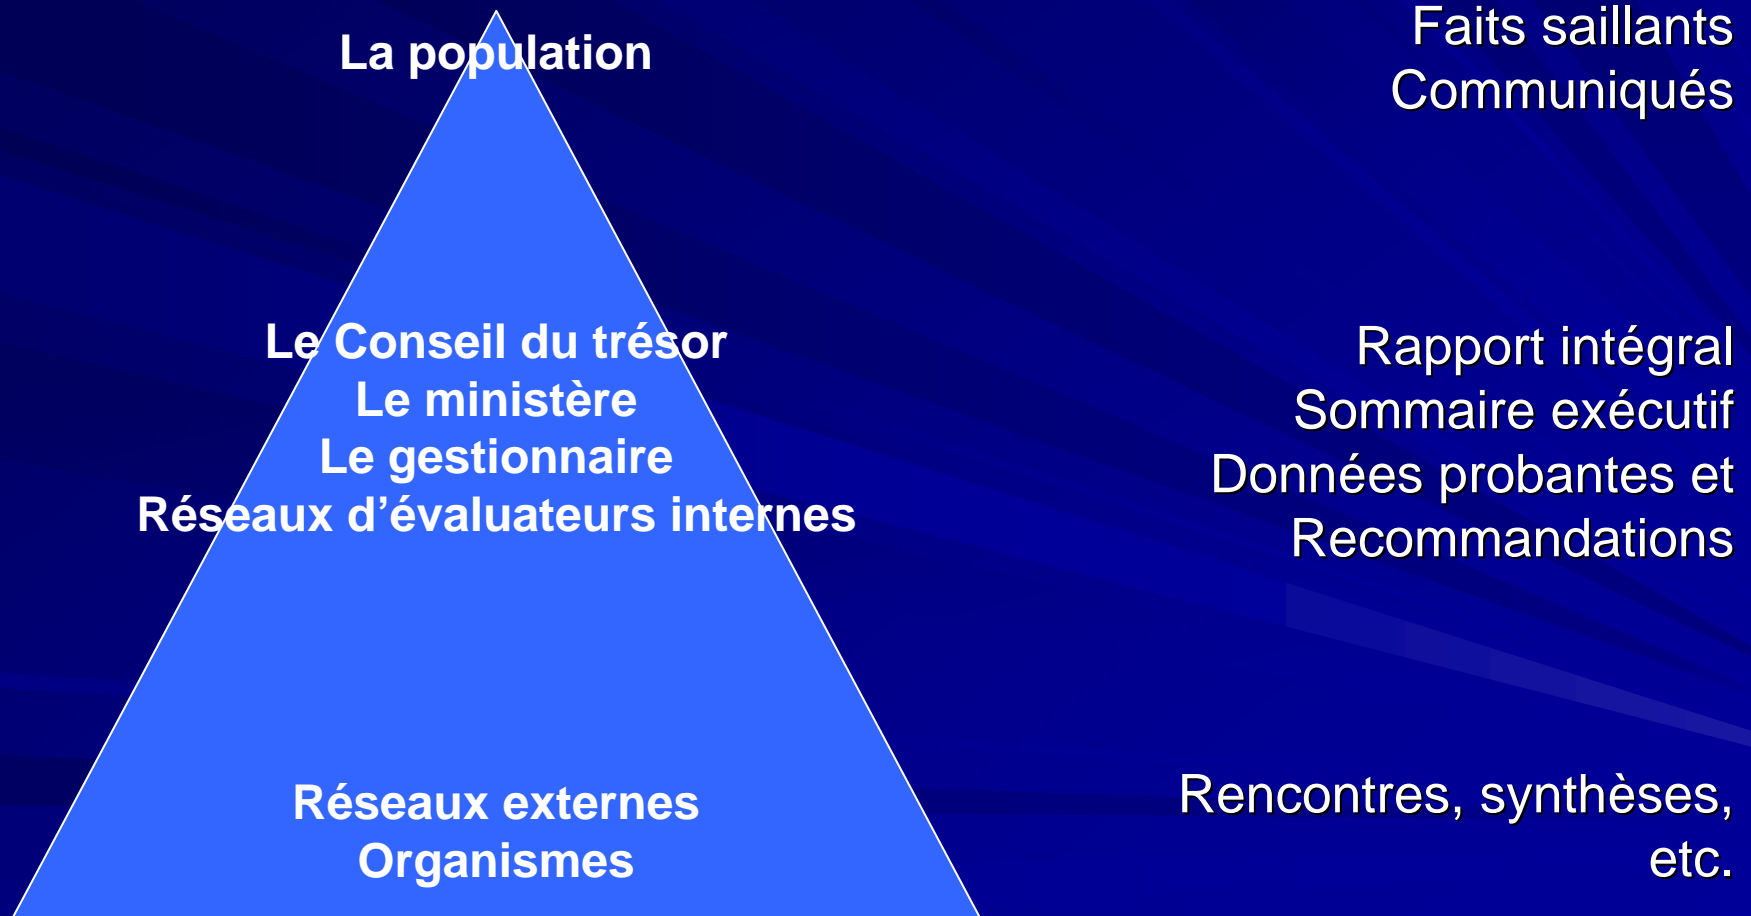 La population
Faits saillants
Communiqués
Le Conseil du trésor
Le ministère
Le gestionnaire
Réseaux d’évaluateurs internes
Rapport intégral
Sommaire exécutif
Données probantes et
Recommandations
Réseaux externes
Organismes
Rencontres, synthèses,
etc.